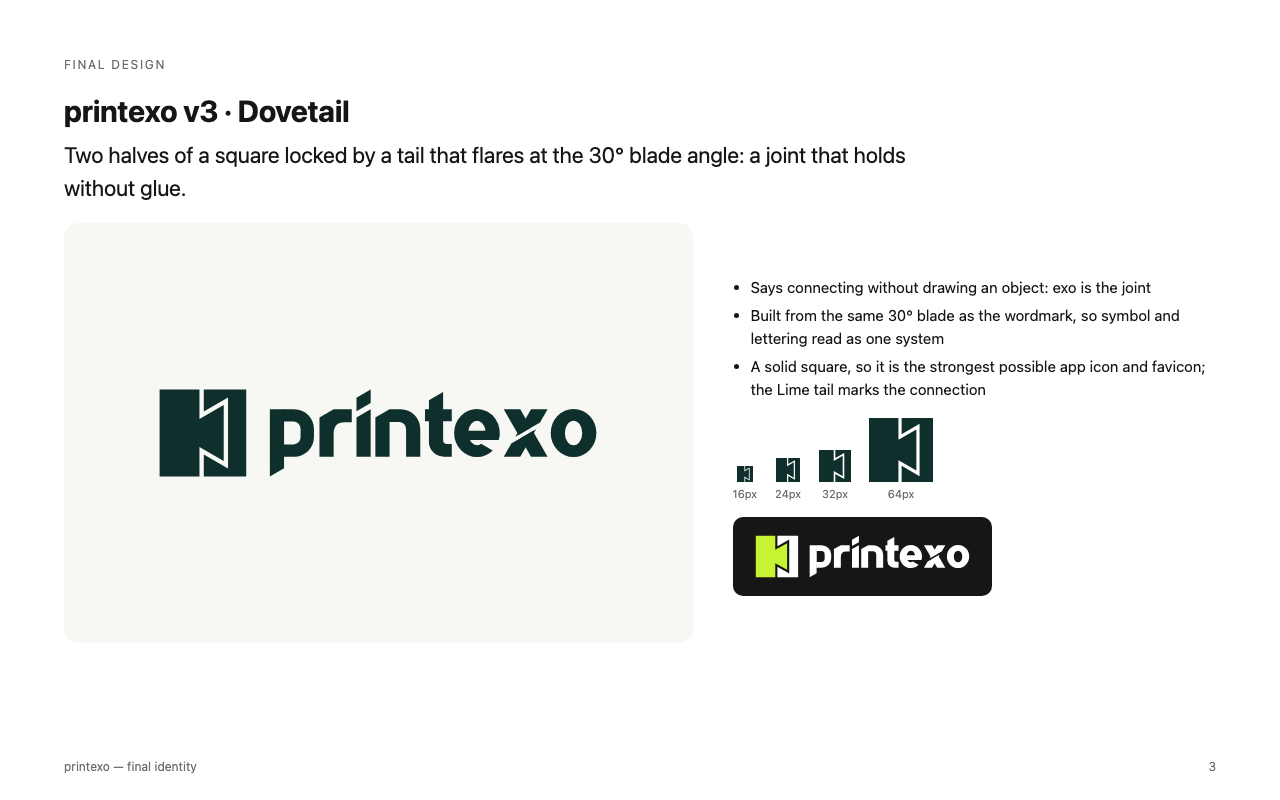 FINAL DESIGN
printexo v3 · Dovetail
Two halves of a square locked by a tail that flares at the 30° blade angle: a joint that holds
without glue.
printexo
• Says connecting without drawing an object: exo is the joint
• Built from the same 30° blade as the wordmark, so symbol and
lettering read as one system
• A solid square, so it is the strongest possible app icon and favicon;
the Lime tail marks the connection
16px 24px 32px 64px
printexo
printexo — final identity
3